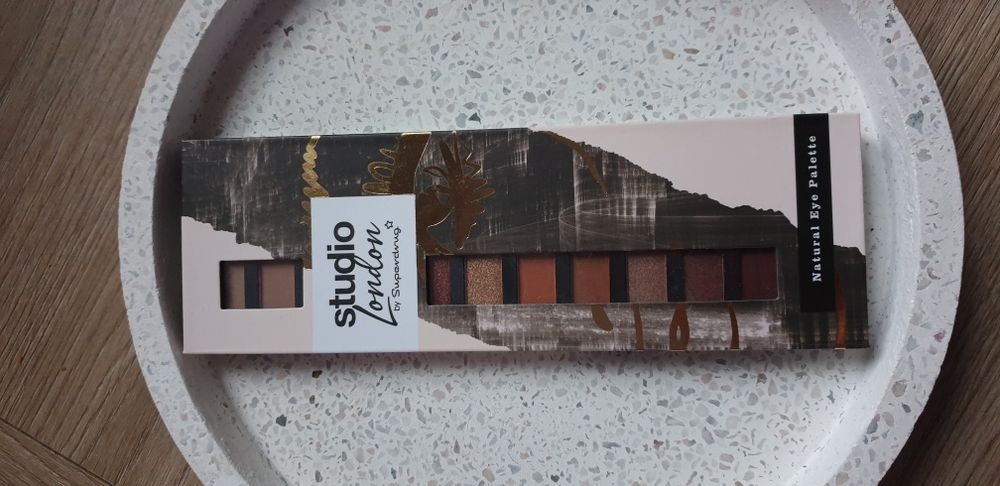 studio
London
by Superdrug
Natural Eye Palette